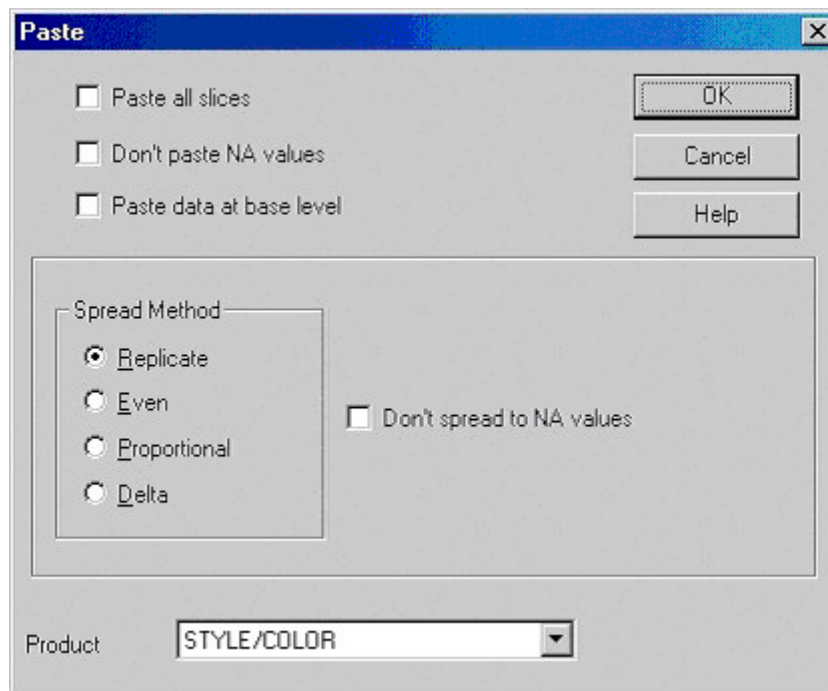 Paste
Paste all slices
OK
Don't paste NA values
Cancel
Paste data at base level
Help
Spread Method
Replicate
Even
Don't spread to NA values
Proportional
Delta
Product
STYLE/COLOR